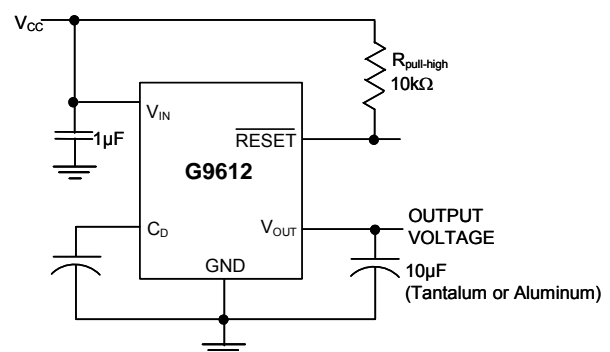 VCC
Rpull-high
10kΩ
VIN
1µF
RESET
G9612
CD
VOUT
OUTPUT
VOLTAGE
GND
10µF
(Tantalum or Aluminum)